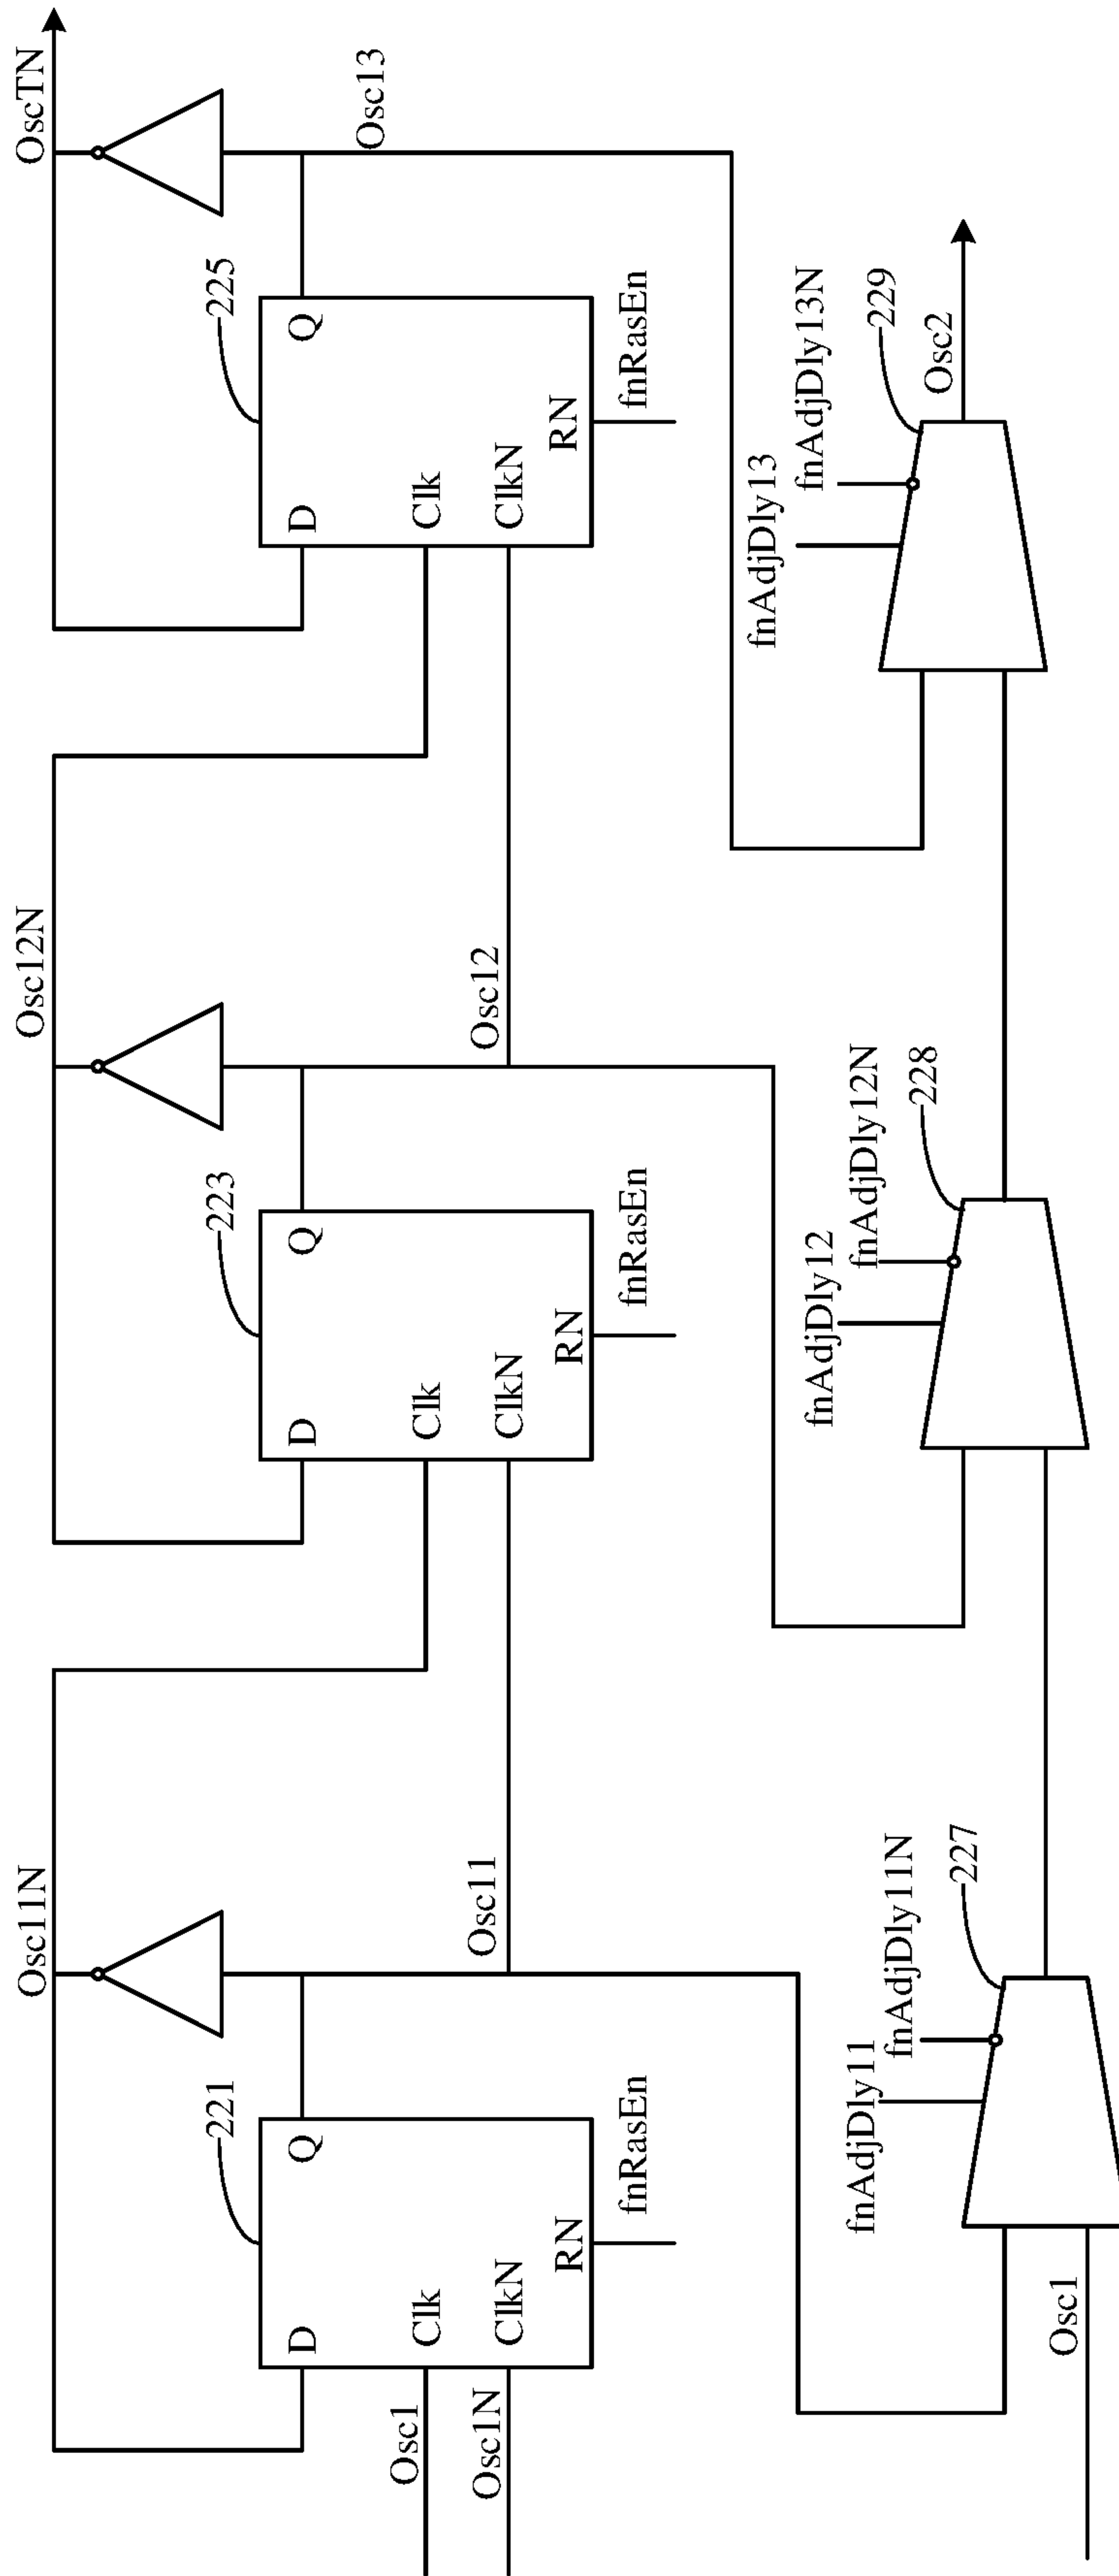 Osc11N
Osc12N
OscTN
221
223
225
D
Q
D
Q
D
Q
Osc13
Osc1
Clk
Clk
Clk
Osc1N
ClkN
Osc11
ClkN
Osc12
ClkN
RN
RN
RN
fnRasEn
fnRasEn
fnRasEn
fnAdjDly11
fnAdjDly11N
227
fnAdjDly12
fnAdjDly12N
228
fnAdjDly13
fnAdjDly13N
229
Osc2
Osc1